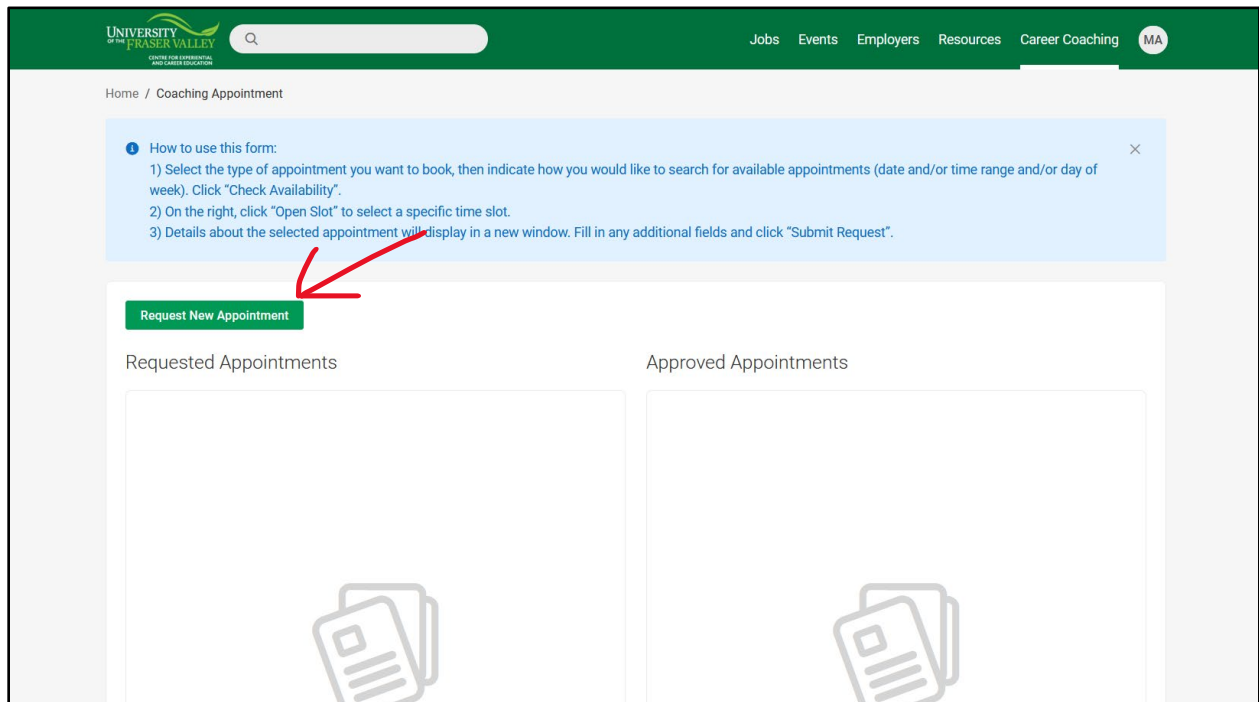 UNIVERSITY
OF THE FRASER VALLEY
CENTRE FOR EXPERIENTIAL
AND CAREER EDUCATION
Jobs Events Employers Resources Career Coaching MA
Home / Coaching Appointment
How to use this form:
1) Select the type of appointment you want to book, then indicate how you would like to search for available appointments (date and/or time range and/or day of
week). Click “Check Availability”.
2) On the right, click “Open Slot” to select a specific time slot.
3) Details about the selected appointment will display in a new window. Fill in any additional fields and click “Submit Request”.
Request New Appointment
Requested Appointments
Approved Appointments